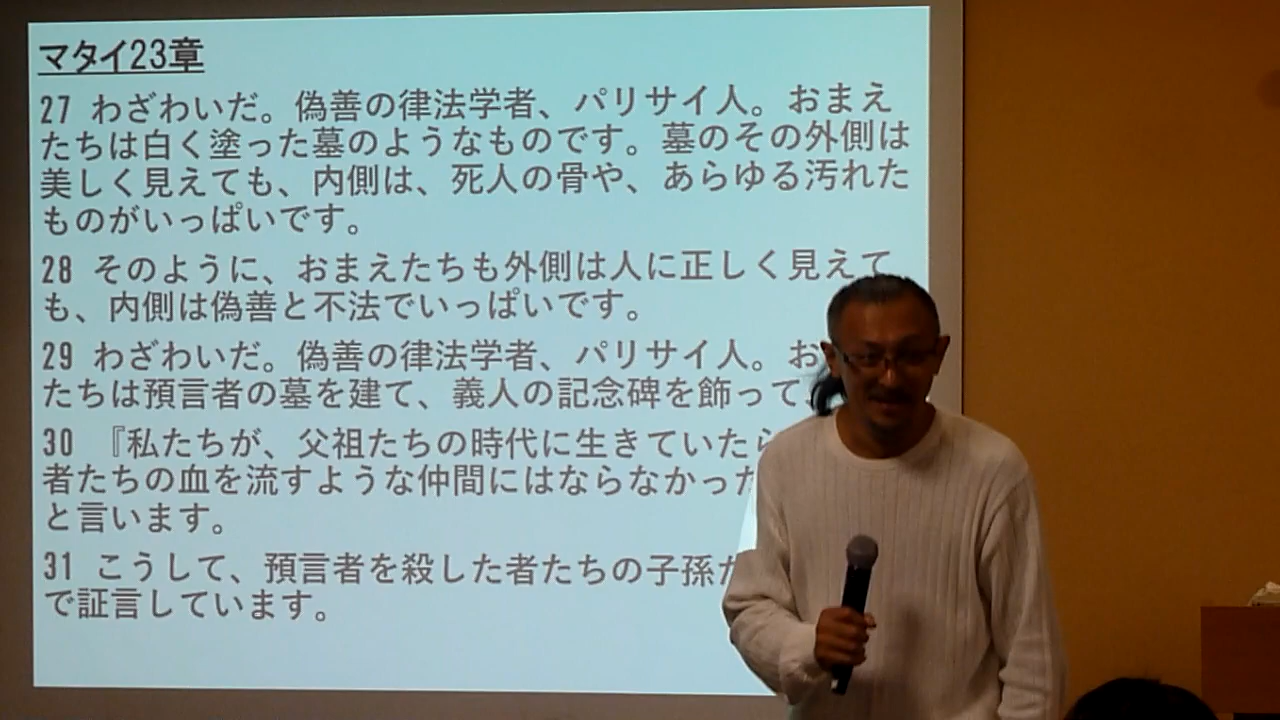 マタイ23章
27 わざわいだ。偽善の律法学者、パリサイ人。おまえ
たちは白く塗った墓のようなものです。墓のその外側は
美しく見えても、内側は、死人の骨や、あらゆる汚れた
ものがいっぱいです。
28 そのように、おまえたちも外側は人に正しく見えて
も、内側は偽善と不法でいっぱいです。
29 わざわいだ。偽善の律法学者、パリサイ人。お
たちは預言者の墓を建て、義人の記念碑を飾って、
30 『私たちが、父祖たちの時代に生きていたら
者たちの血を流すような仲間にはならなかった
と言います。
31 こうして、預言者を殺した者たちの子孫だ
で証言しています。